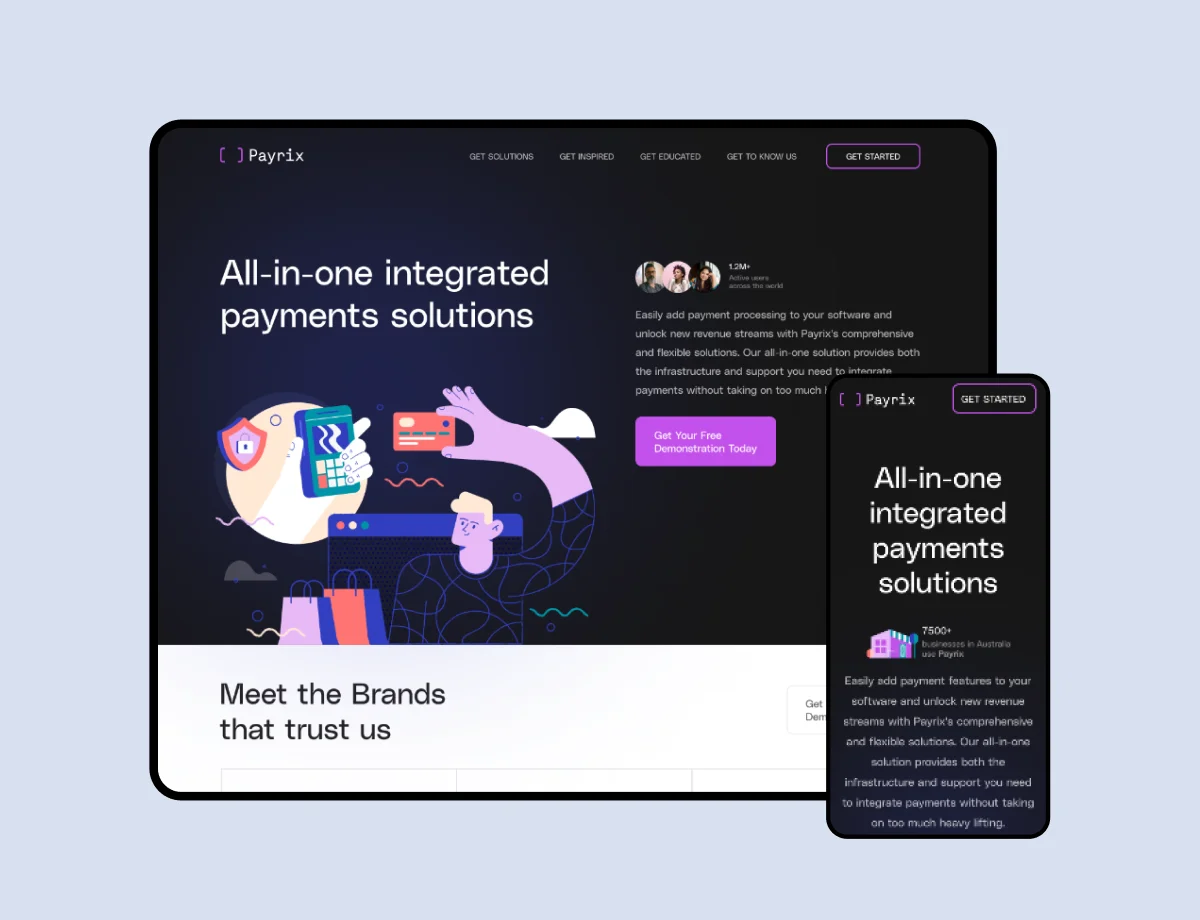 Payrix
GET SOLUTIONS
GET INSPIRED
GET EDUCATED
GET TO KNOW US
GET STARTED
All-in-one integrated
payments solutions
1.2M+
Active users
across the world
Easily add payment processing to your software and
unlock new revenue streams with Payrix's comprehensive
and flexible solutions. Our all-in-one solution provides both
the infrastructure and support you need to integrate
payments without taking on too much
Get Your Free
Demonstration Today
Meet the Brands
that trust us
Get
Dem
Payrix
GET STARTED
All-in-one
integrated
payments
solutions
7500+
businesses in Australia
use Payrix
Easily add payment features to your
software and unlock new revenue
streams with Payrix's comprehensive
and flexible solutions. Our all-in-one
solution provides both the
infrastructure and support you need
to integrate payments without taking
on too much heavy lifting.